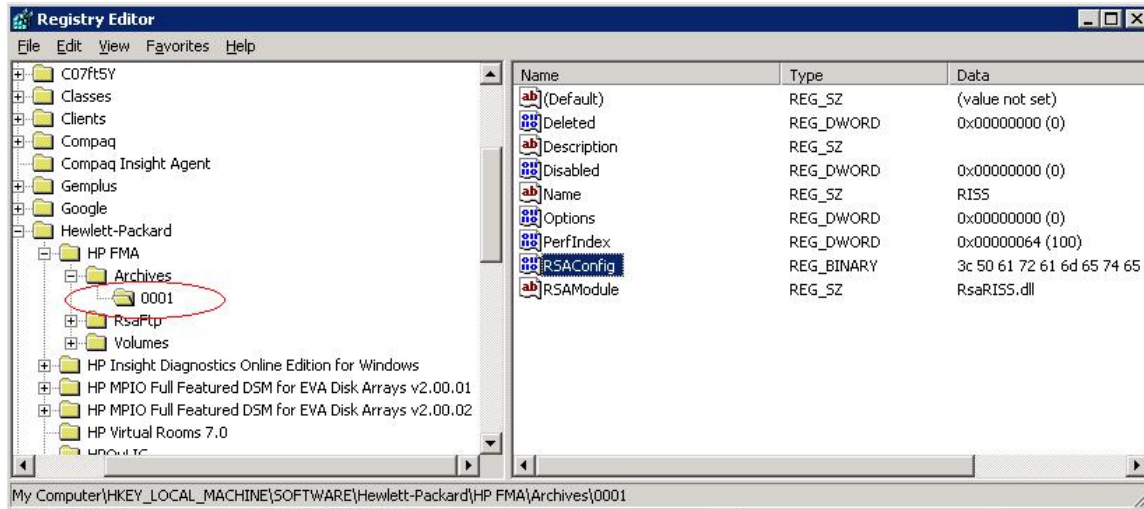 Registry Editor
File Edit View Favorites Help
C07ft5Y
Classes
Clients
Compaq
Compaq Insight Agent
Gemplus
Google
Hewlett-Packard
HP FMA
Archives
0001
RsaFtp
Volumes
HP Insight Diagnostics Online Edition for Windows
HP MPIO Full Featured DSM for EVA Disk Arrays v2.00.01
HP MPIO Full Featured DSM for EVA Disk Arrays v2.00.02
HP Virtual Rooms 7.0
Name Type Data
(Default) REG_SZ (value not set)
Deleted REG_DWORD 0x00000000 (0)
Description REG_SZ
Disabled REG_DWORD 0x00000000 (0)
Name REG_SZ RISS
Options REG_DWORD 0x00000000 (0)
PerfIndex REG_DWORD 0x00000064 (100)
RSAConfig REG_BINARY 3c 50 61 72 61 6d 65 74 65
RSAModule REG_SZ RsaRISS.dll
My Computer\HKEY_LOCAL_MACHINE\SOFTWARE\Hewlett-Packard\HP FMA\Archives\0001